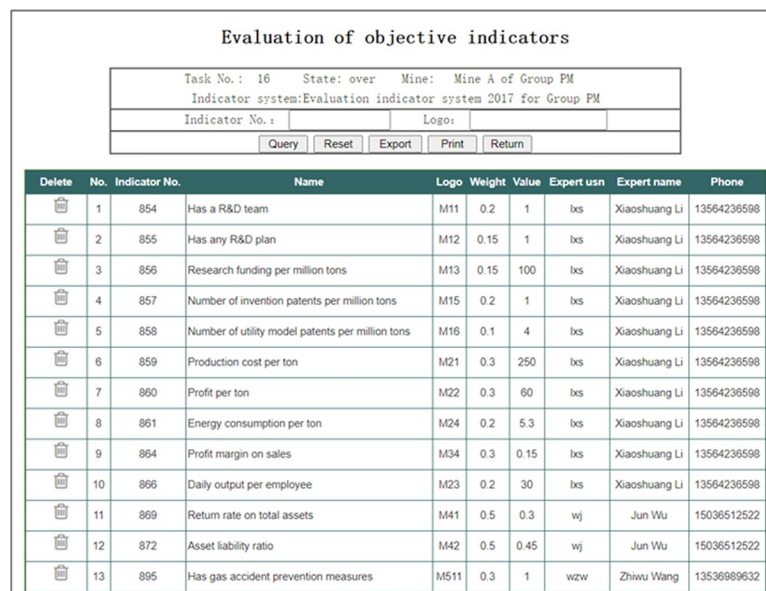 Evaluation of objective indicators
Task No.: 16 State: over Mine: Mine A of Group PM
Indicator system:Evaluation indicator system 2017 for Group PM
Indicator No.: Logo:
Query Reset Export Print Return
Delete No. Indicator No. Name Logo Weight Value Expert usn Expert name Phone
1 854 Has a R&D team M11 0.2 1 lxs Xiaoshuang Li 13564236598
2 855 Has any R&D plan M12 0.15 1 lxs Xiaoshuang Li 13564236598
3 856 Research funding per million tons M13 0.15 100 lxs Xiaoshuang Li 13564236598
4 857 Number of invention patents per million tons M15 0.2 1 lxs Xiaoshuang Li 13564236598
5 858 Number of utility model patents per million tons M16 0.1 4 lxs Xiaoshuang Li 13564236598
6 859 Production cost per ton M21 0.3 250 lxs Xiaoshuang Li 13564236598
7 860 Profit per ton M22 0.3 60 lxs Xiaoshuang Li 13564236598
8 861 Energy consumption per ton M24 0.2 5.3 lxs Xiaoshuang Li 13564236598
9 864 Profit margin on sales M34 0.3 0.15 lxs Xiaoshuang Li 13564236598
10 866 Daily output per employee M23 0.2 30 lxs Xiaoshuang Li 13564236598
11 869 Return rate on total assets M41 0.5 0.3 wj Jun Wu 15036512522
12 872 Asset liability ratio M42 0.5 0.45 wj Jun Wu 15036512522
13 895 Has gas accident prevention measures M511 0.3 1 wzw Zhiwu Wang 13536989632